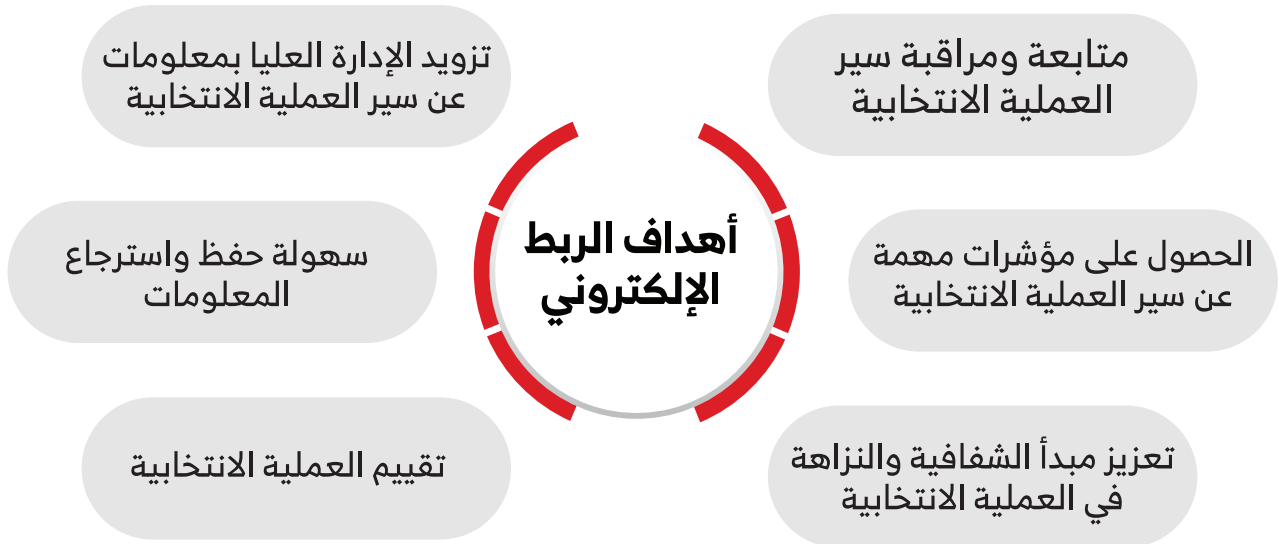 أهداف الربط
الإلكتروني
متابعة ومراقبة سير
العملية الانتخابية
الحصول على مؤشرات مهمة
عن سير العملية الانتخابية
تعزيز مبدأ الشفافية والنزاهة
في العملية الانتخابية
تزويد الإدارة العليا بمعلومات
عن سير العملية الانتخابية
سهولة حفظ واسترجاع
المعلومات
تقييم العملية الانتخابية